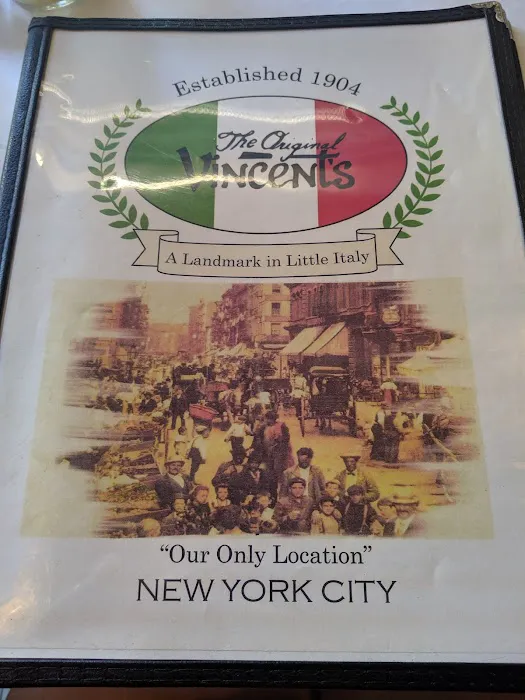 Established 1904
The Original
Vincent's
A Landmark in Little Italy
“Our Only Location”
NEW YORK CITY